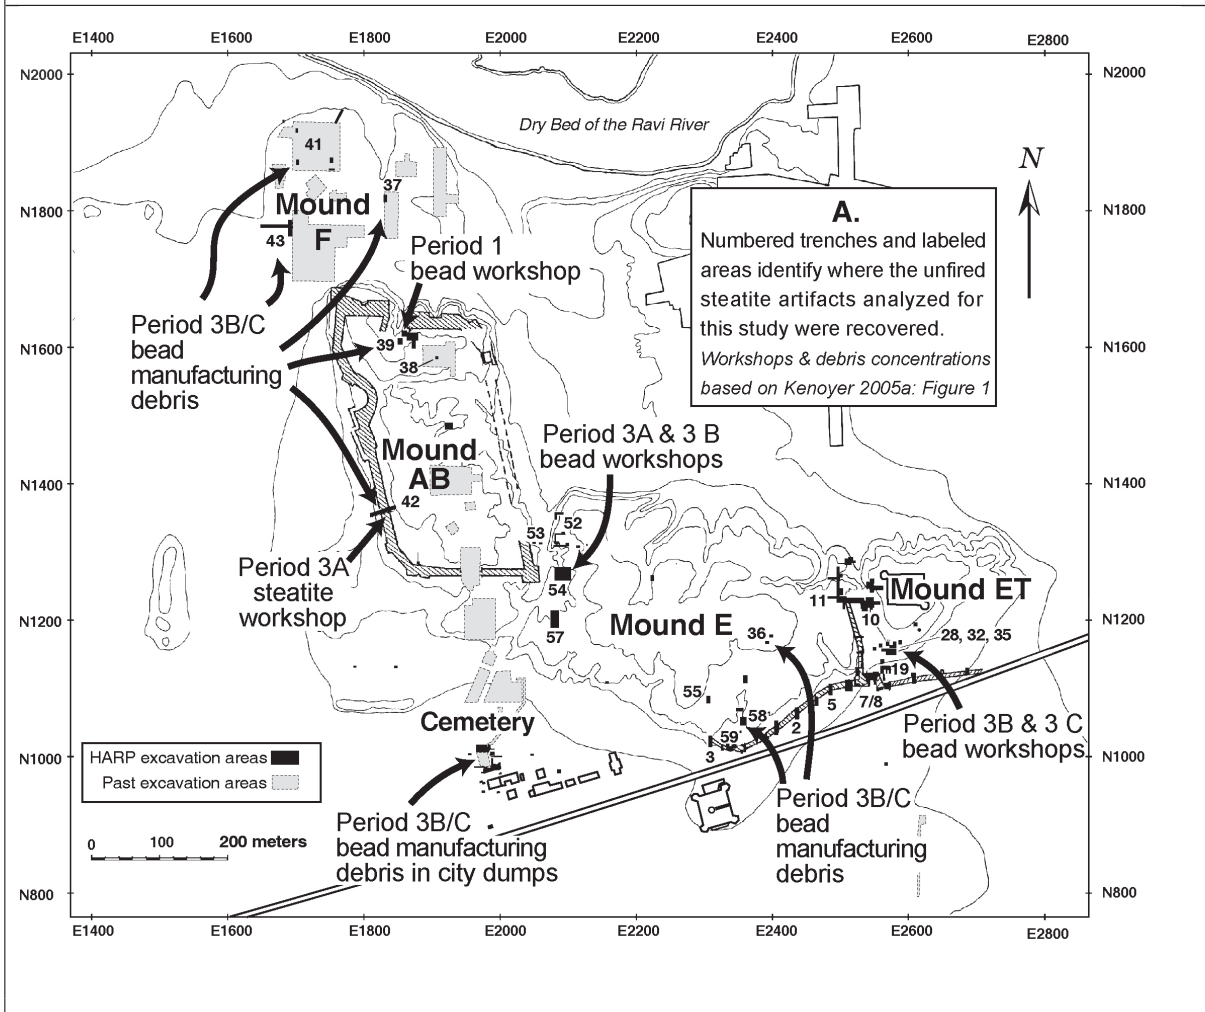 E1400 E1600 E1800 E2000 E2200 E2400 E2600 E2800
N2000 N2000
Dry Bed of the Ravi River
41
37
N
N1800 N1800
Mound
F
43
A.
Numbered trenches and labeled
areas identify where the unfired
steatite artifacts analyzed for
this study were recovered.
Workshops & debris concentrations
based on Kenoyer 2005a: Figure 1
Period 1
bead workshop
Period 3B/C
bead
manufacturing
debris
N1600 N1600
39
38
Mound
AB
42
Period 3A & 3 B
bead workshops
N1400 N1400
53
52
54
57
Period 3A
steatite
workshop
Mound E
Mound ET
11
10
N1200 N1200
36
28, 32, 35
19
55
58
59
3
2
5
7/8
Period 3B & 3 C
bead workshops
Cemetery
N1000 N1000
HARP excavation areas
Past excavation areas
Period 3B/C
bead manufacturing
debris in city dumps
Period 3B/C
bead
manufacturing
debris
0 100 200 meters
N800 N800
E1400 E1600 E1800 E2000 E2200 E2400 E2600 E2800